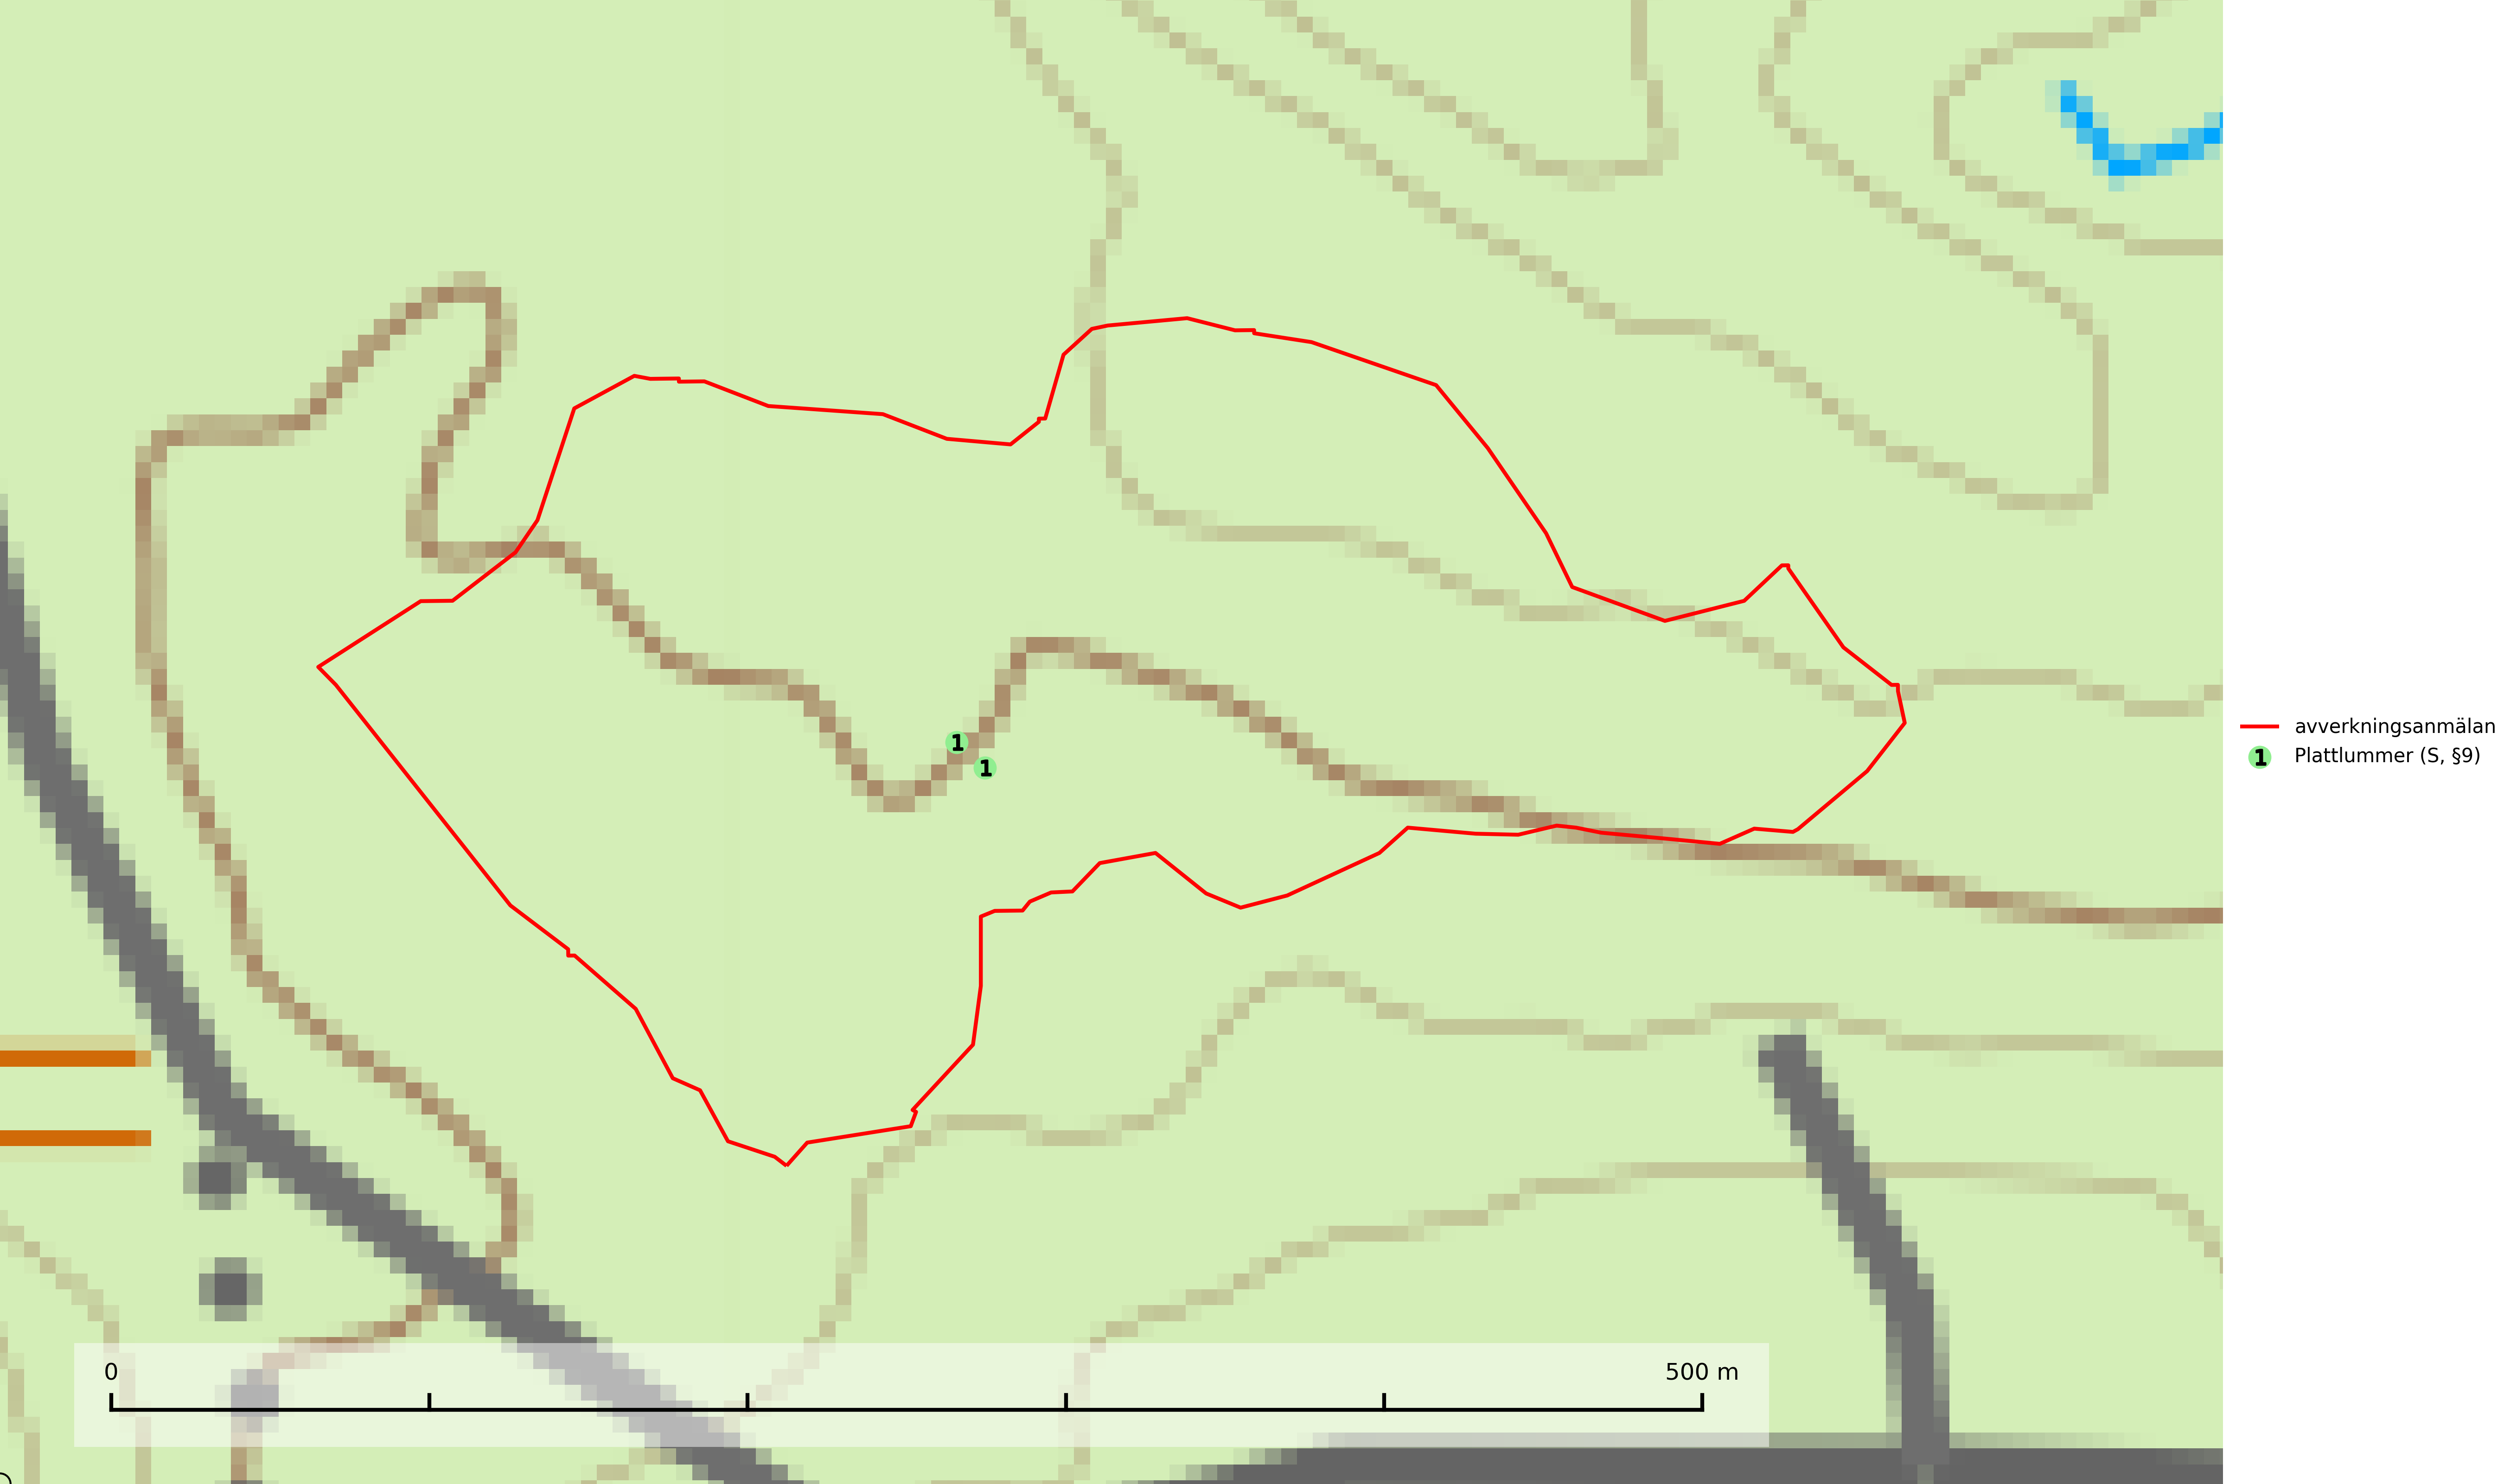 1
1
avverkningsanmälan
1 Plattlummer (S, §9)
0 500 m